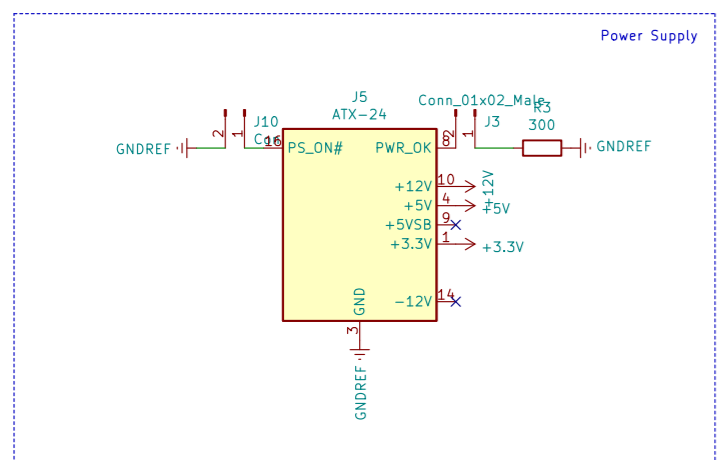 Power Supply
J5
ATX-24
Conn_01x02_Male
R3
300
J10
J3
2
1
2
1
GNDREF
16
PS_ON#
PWR_OK
8
GNDREF
+12V
10
+12V
+5V
4
+5V
+5VSB
9
+3.3V
1
+3.3V
-12V
14
GND
3
GNDREF